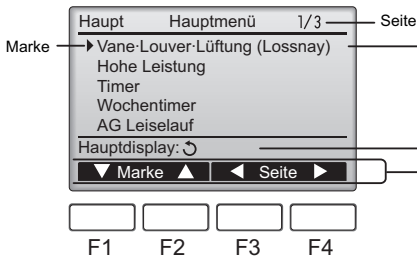 Haupt Hauptmenü 1/3 Seite
Marke Vane·Louver·Lüftung (Lossnay)
Hohe Leistung
Timer
Wochentimer
AG Leiselauf
Hauptdisplay:
Marke Seite
F1 F2 F3 F4